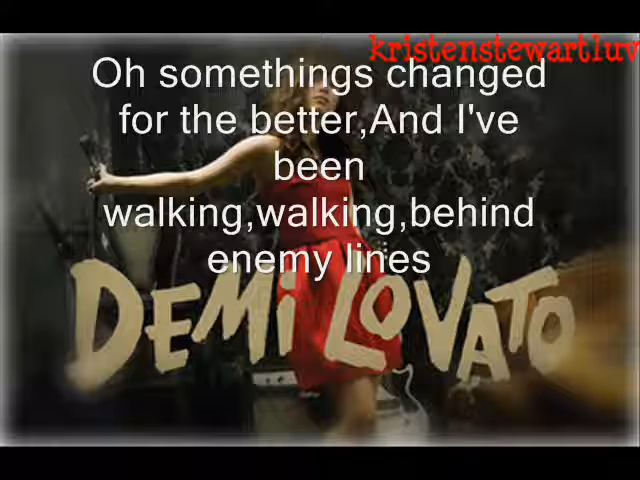 kristenstewartluv
Oh somethings changed
for the better,And I've
been
walking,walking,behind
enemy lines
DEMI LOVATO